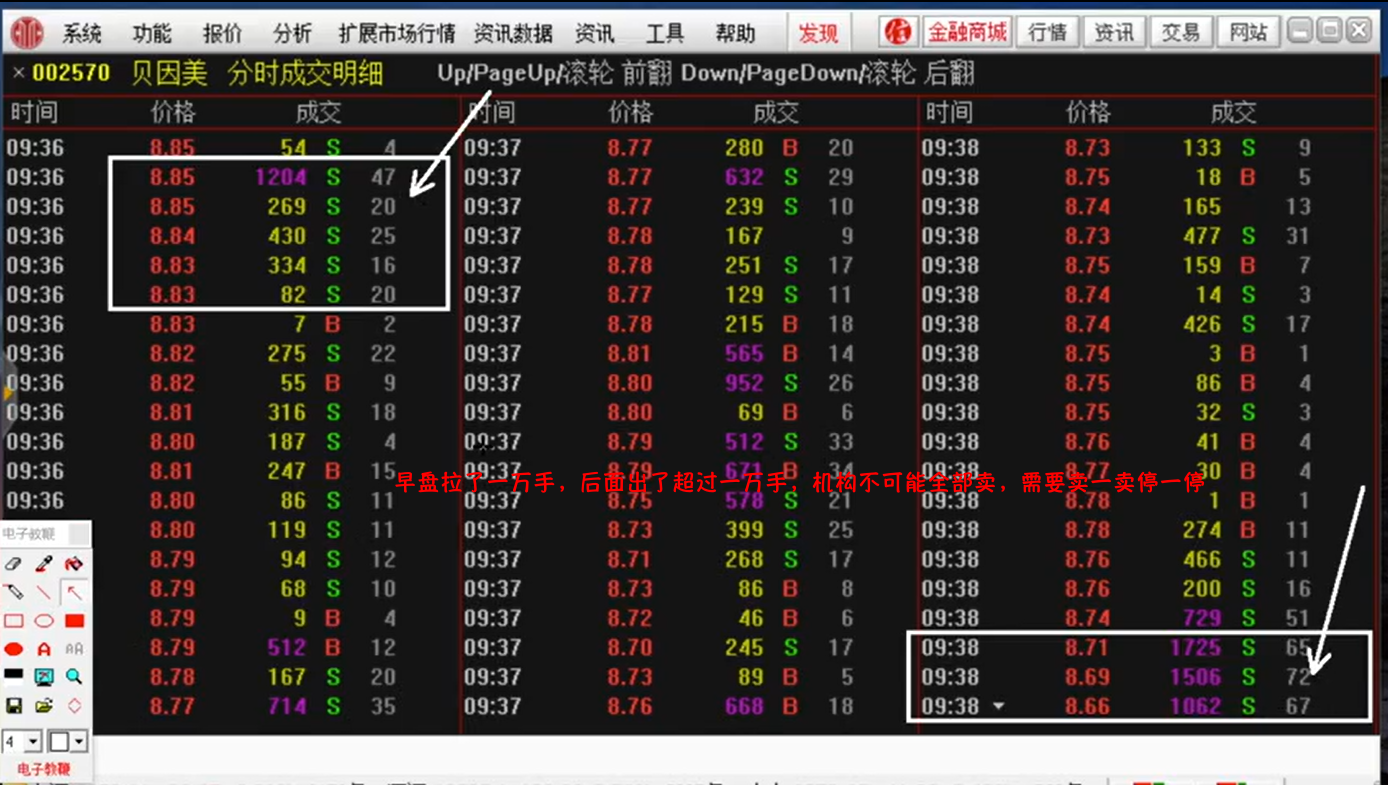 系统 功能 报价 分析 扩展市场行情 资讯数据 资讯 工具 帮助 发现 信 金融商城 行情 资讯 交易 网站
×002570 贝因美 分时成交明细 Up/PageUp/滚轮 前翻 Down/PageDown/滚轮 后翻
时间 价格 成交 时间 价格 成交 时间 价格 成交
09:36 8.85 54 S 4 09:37 8.77 280 B 20 09:38 8.73 133 S 9
09:36 8.85 1204 S 47 09:37 8.77 632 S 29 09:38 8.75 18 B 5
09:36 8.85 269 S 20 09:37 8.77 239 S 10 09:38 8.74 165 13
09:36 8.84 430 S 25 09:37 8.78 167 9 09:38 8.73 477 S 31
09:36 8.83 334 S 16 09:37 8.78 251 S 17 09:38 8.75 159 B 7
09:36 8.83 82 S 20 09:37 8.77 129 S 11 09:38 8.74 14 S 3
09:36 8.83 7 B 2 09:37 8.78 215 B 18 09:38 8.74 426 S 17
09:36 8.82 275 S 22 09:37 8.81 565 B 14 09:38 8.75 3 B 1
09:36 8.82 55 B 9 09:37 8.80 952 S 26 09:38 8.75 86 B 4
09:36 8.81 316 S 18 09:37 8.80 69 B 6 09:38 8.75 32 S 3
09:36 8.80 187 S 4 09:37 8.79 512 S 33 09:38 8.76 41 B 4
09:36 8.81 247 B 15 09:37 8.79 671 B 34 09:38 8.77 30 B 4
早盘拉了一万手，后面出了超过一万手，机构不可能全部卖，需要卖一卖停一停
09:36 8.80 86 S 11 09:37 8.75 578 S 21 09:38 8.78 1 B 1
8.80 119 S 11 09:37 8.73 399 S 25 09:38 8.78 274 B 11
8.79 94 S 12 09:37 8.71 268 S 17 09:38 8.76 466 S 11
8.79 68 S 10 09:37 8.73 86 B 8 09:38 8.76 200 S 16
8.79 9 B 4 09:37 8.72 46 B 6 09:38 8.74 729 S 51
8.79 512 B 12 09:37 8.70 245 S 17 09:38 8.71 1725 S 65
8.78 167 S 20 09:37 8.73 89 B 5 09:38 8.69 1506 S 72
8.77 714 S 35 09:37 8.76 668 B 18 09:38 8.66 1062 S 67
电子教鞭
A AA
4
电子教鞭